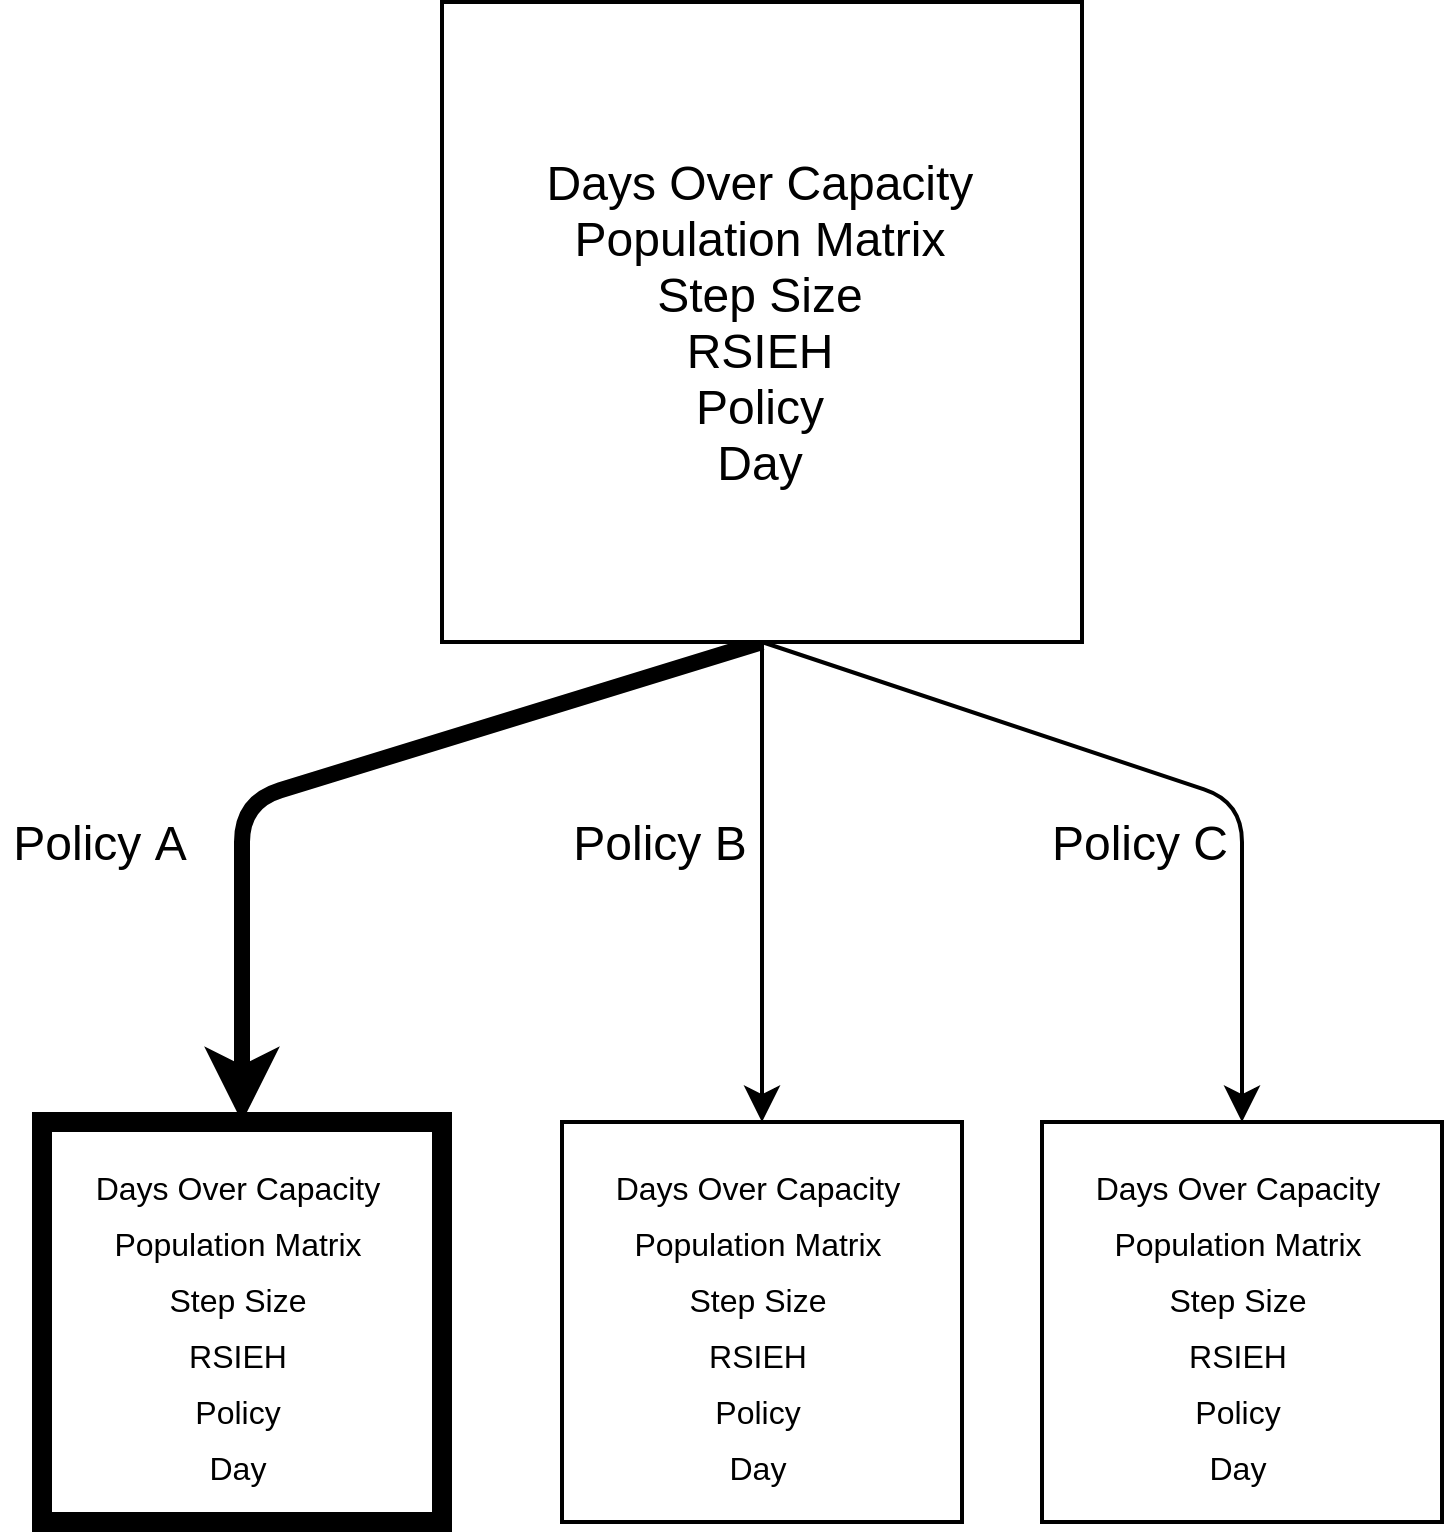 Days Over Capacity
Population Matrix
Step Size
RSIEH
Policy
Day
Policy A
Policy B
Policy C
Days Over Capacity
Population Matrix
Step Size
RSIEH
Policy
Day
Days Over Capacity
Population Matrix
Step Size
RSIEH
Policy
Day
Days Over Capacity
Population Matrix
Step Size
RSIEH
Policy
Day